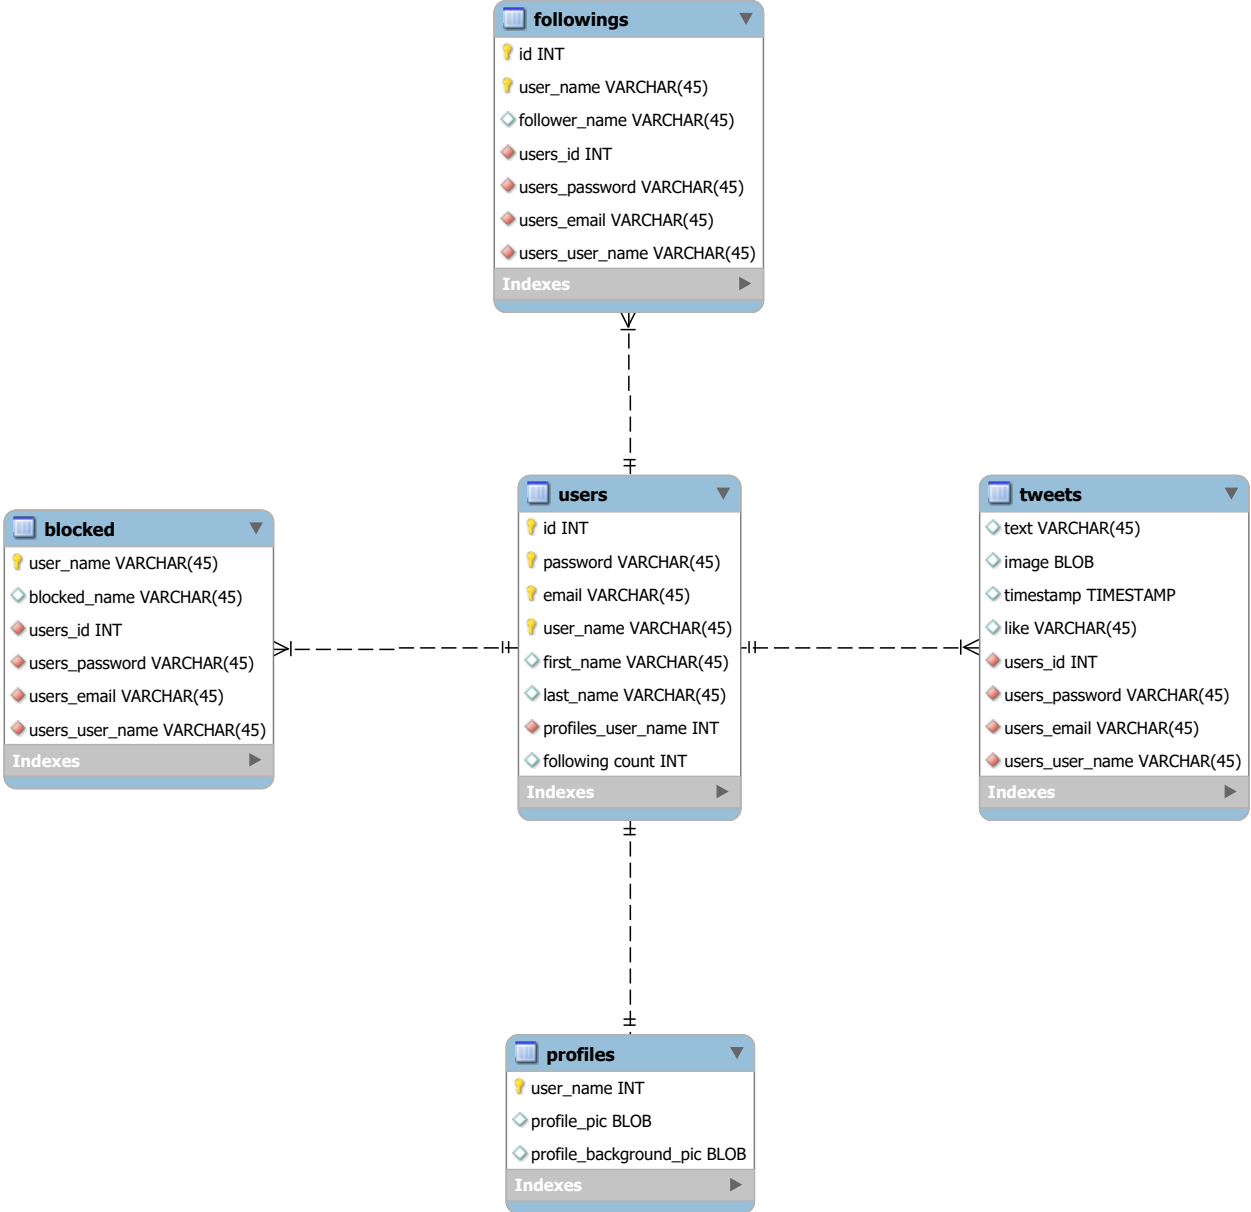 followings
id INT
user_name VARCHAR(45)
follower_name VARCHAR(45)
users_id INT
users_password VARCHAR(45)
users_email VARCHAR(45)
users_user_name VARCHAR(45)
Indexes
blocked
user_name VARCHAR(45)
blocked_name VARCHAR(45)
users_id INT
users_password VARCHAR(45)
users_email VARCHAR(45)
users_user_name VARCHAR(45)
Indexes
users
id INT
password VARCHAR(45)
email VARCHAR(45)
user_name VARCHAR(45)
first_name VARCHAR(45)
last_name VARCHAR(45)
profiles_user_name INT
following count INT
Indexes
tweets
text VARCHAR(45)
image BLOB
timestamp TIMESTAMP
like VARCHAR(45)
users_id INT
users_password VARCHAR(45)
users_email VARCHAR(45)
users_user_name VARCHAR(45)
Indexes
profiles
user_name INT
profile_pic BLOB
profile_background_pic BLOB
Indexes